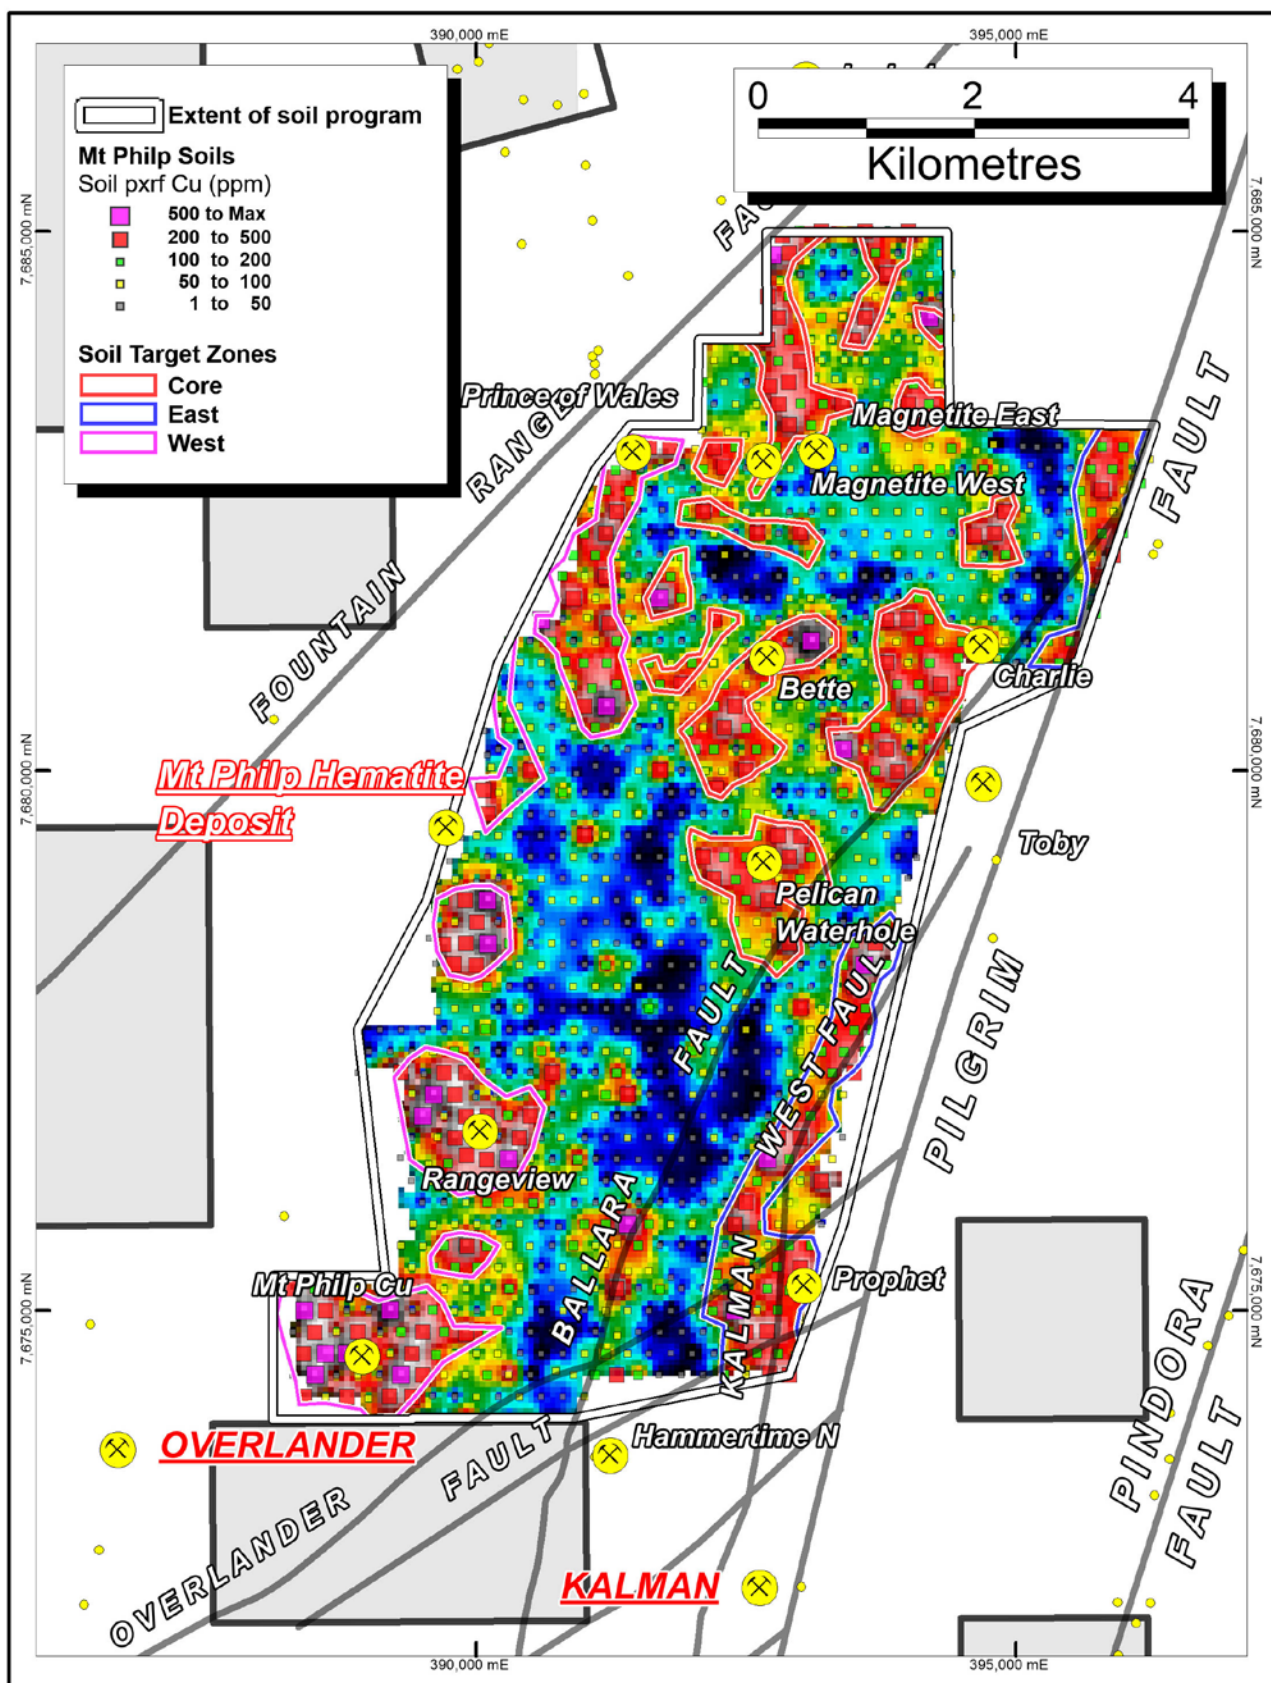 390,000 mE
395,000 mE
Extent of soil program
Mt Philp Soils
Soil pxrf Cu (ppm)
500 to Max
200 to 500
100 to 200
50 to 100
1 to 50
Soil Target Zones
Core
East
West
0 2 4
Kilometres
7,685,000 mN
7,685,000 mN
FOUNTAIN
RANGE
Prince of Wales
Magnetite East
Magnetite West
FAULT
Charlie
Bette
Mt Philp Hematite
Deposit
7,680,000 mN
7,680,000 mN
Toby
Pelican
Waterhole
BALLARA
FAULT
KALMAN
WEST FAULT
PILGRIM
Rangeview
Mt Philp Cu
Prophet
7,675,000 mN
7,675,000 mN
PINDORA
FAULT
OVERLANDER
Hammertime N
OVERLANDER
FAULT
KALMAN
390,000 mE
395,000 mE